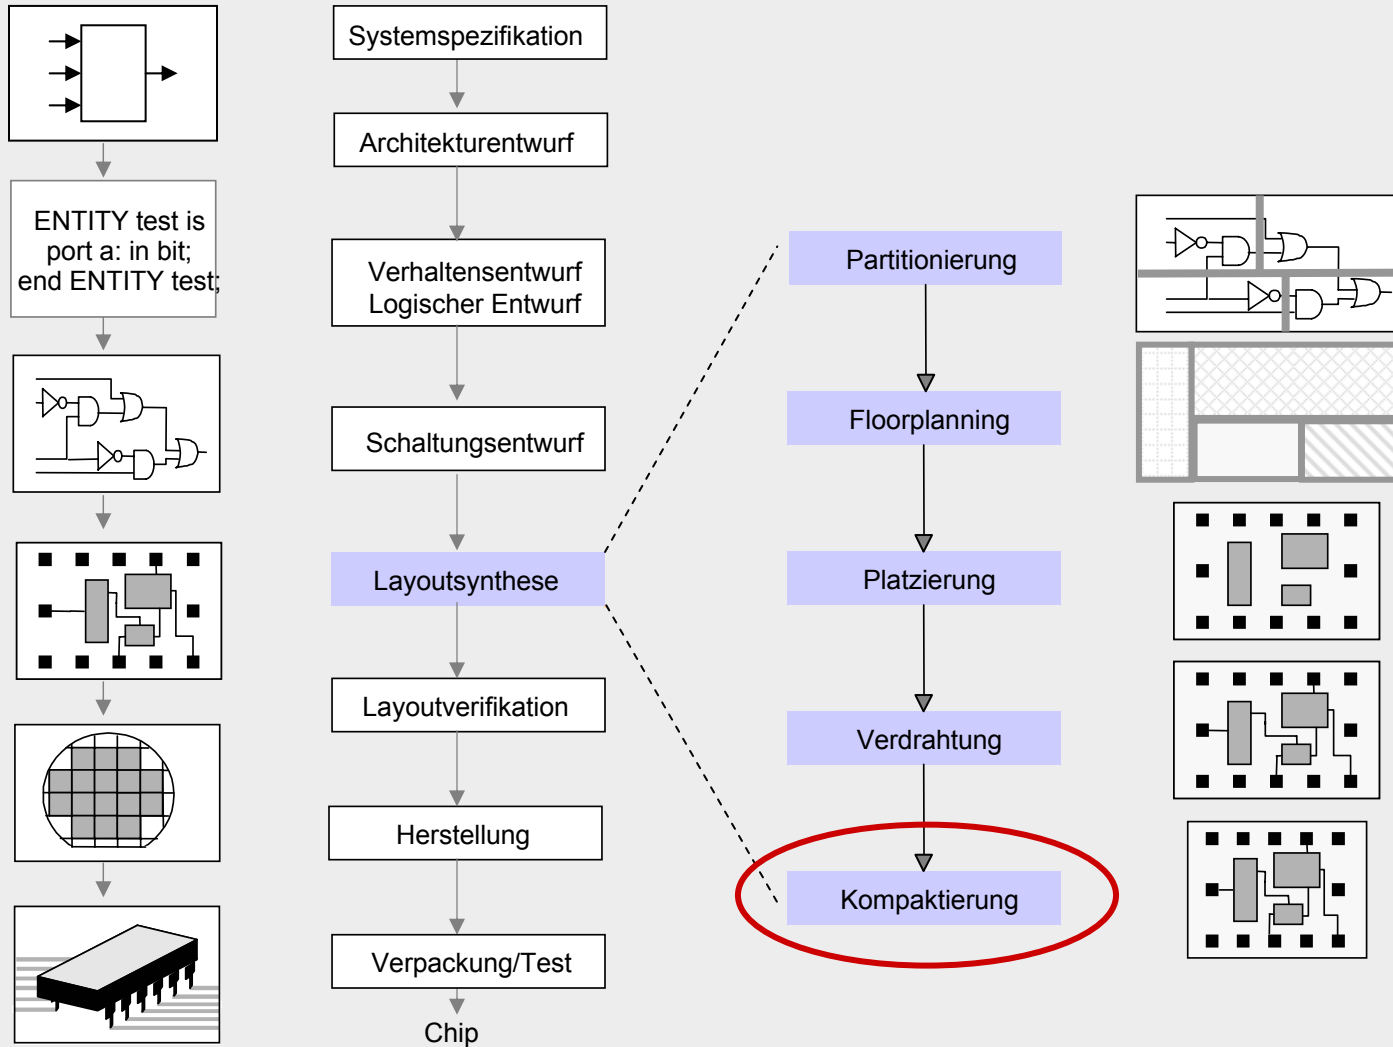 Systemspezifikation
Architekturentwurf
ENTITY test is
port a: in bit;
end ENTITY test;
Verhaltensentwurf
Logischer Entwurf
Schaltungsentwurf
Layoutsynthese
Layoutverifikation
Herstellung
Verpackung/Test
Chip
Partitionierung
Floorplanning
Platzierung
Verdrahtung
Kompaktierung